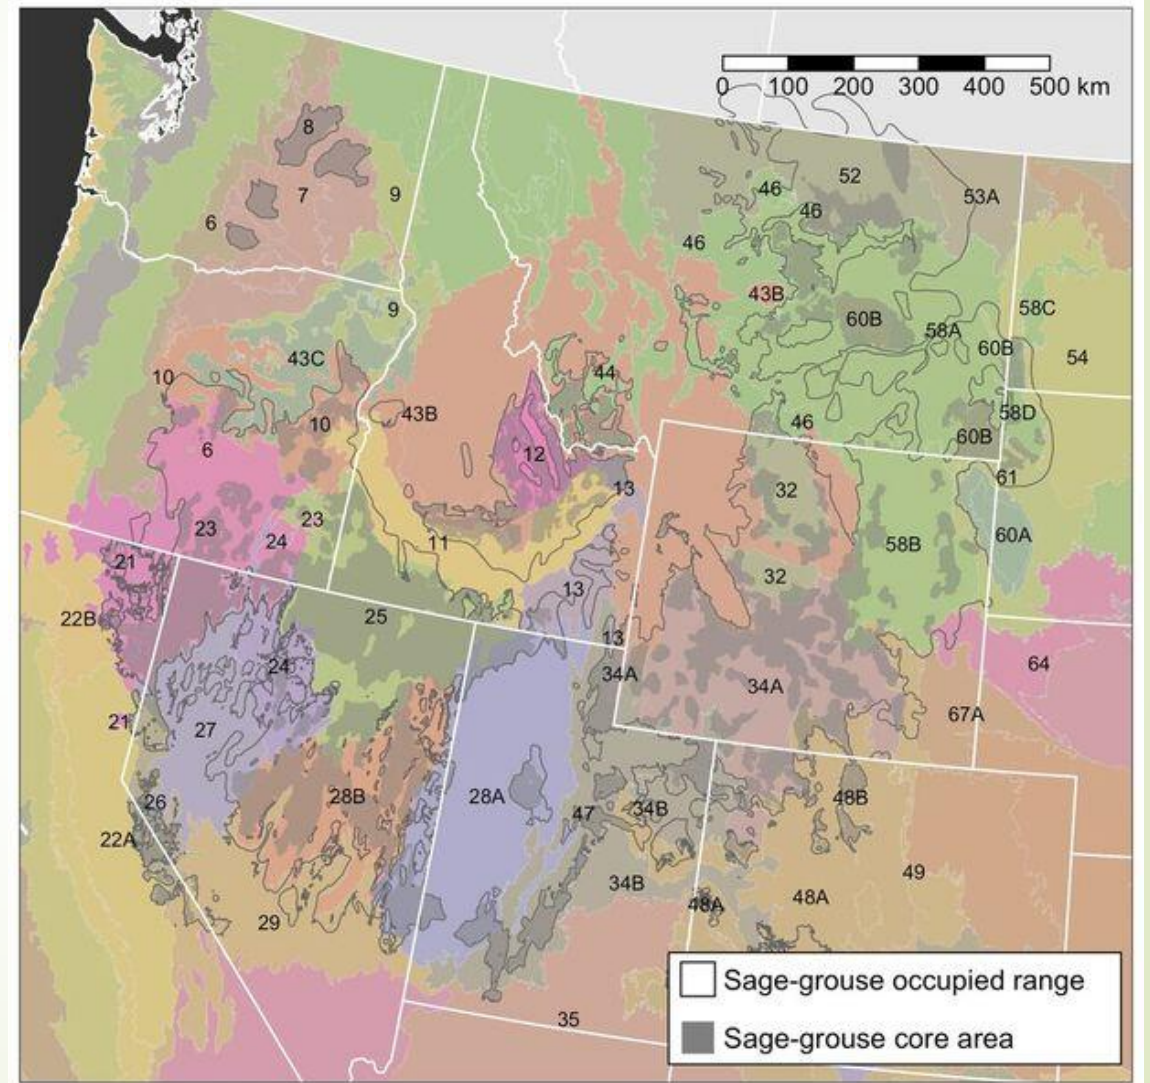 0 100 200 300 400 500 km
8
52
7
9
46
53A
46
6
46
43B
9
58C
60B
58A
43C
60B
54
44
10
43B
58D
10
46
60B
6
12
61
13
32
23
23
11
60A
24
58B
21
32
13
22B
25
13
24
64
34A
34A
21
67A
27
28B
28A
48B
26
34B
47
22A
49
34B
48A
48A
29
Sage-grouse occupied range
35
Sage-grouse core area